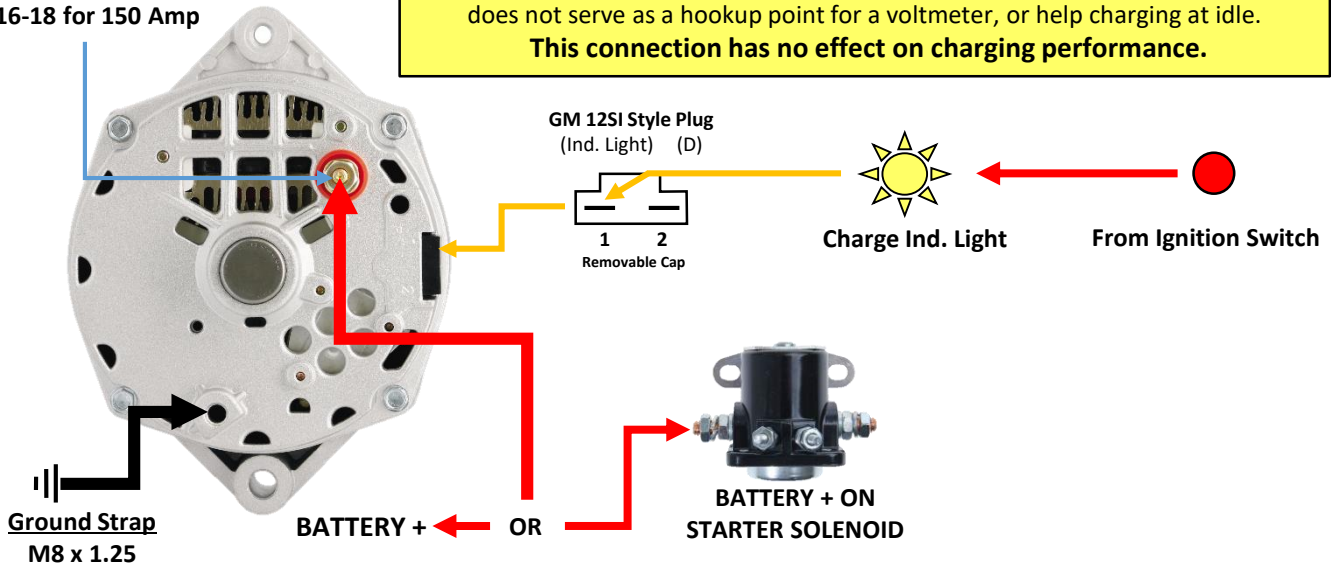 16-18 for 150 Amp
does not serve as a hookup point for a voltmeter, or help charging at idle.
This connection has no effect on charging performance.
GM 12SI Style Plug
(Ind. Light) (D)
1 2
Removable Cap
Charge Ind. Light
From Ignition Switch
Ground Strap
M8 x 1.25
BATTERY +
OR
BATTERY + ON
STARTER SOLENOID